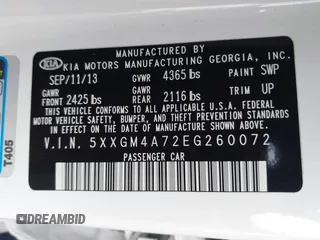 MANUFACTURED BY
KIA KIA MOTORS MANUFACTURING GEORGIA, INC.
SEP/11/13 GVWR 4365 lbs PAINT SWP
GAWR FRONT 2425 lbs GAWR REAR 2116 lbs TRIM UP
THIS VEHICLE CONFORMS TO ALL APPLICABLE U.S. FEDERAL
MOTOR VEHICLE SAFETY, BUMPER, AND THEFT PREVENTION
STANDARDS IN EFFECT ON THE DATE OF MANUFACTURE SHOWN ABOVE.
V.I.N. 5XXGM4A72EG260072
PASSENGER CAR
T405
DREAMBID